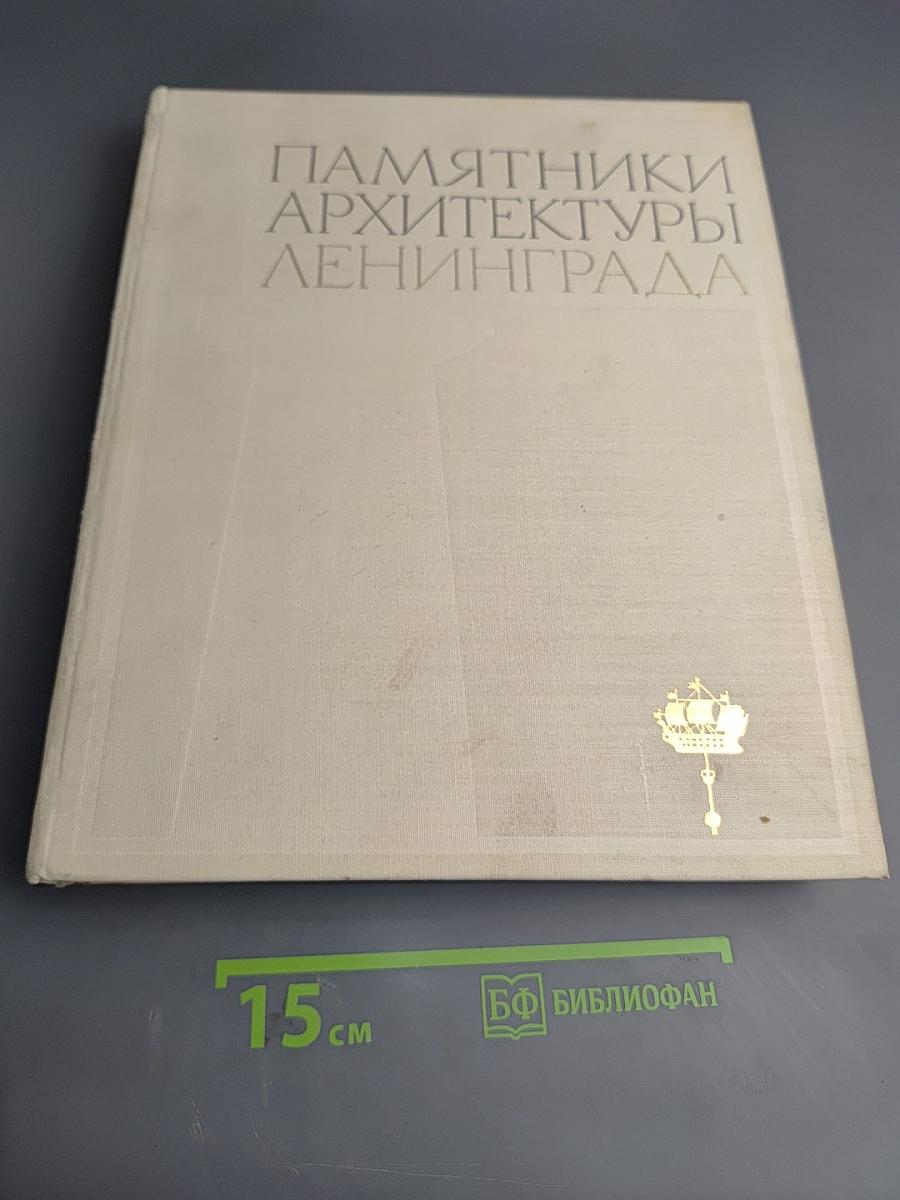 ПАМЯТНИКИ
АРХИТЕКТУРЫ
ЛЕНИНГРАДА
15 см
БФ БИБЛИОФАН